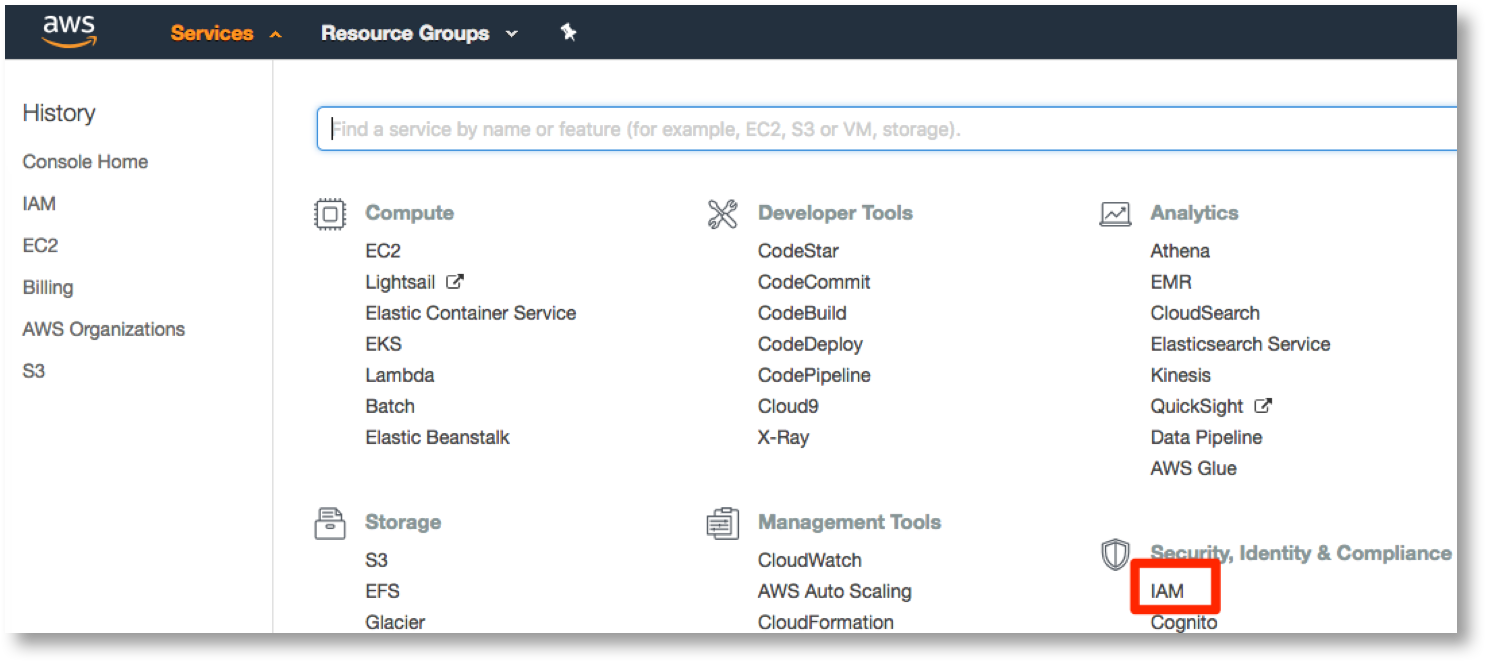 aws
Services
Resource Groups
History
Console Home
IAM
EC2
Billing
AWS Organizations
S3
Find a service by name or feature (for example, EC2, S3 or VM, storage).
Compute
EC2
Lightsail
Elastic Container Service
EKS
Lambda
Batch
Elastic Beanstalk
Storage
S3
EFS
Glacier
Developer Tools
CodeStar
CodeCommit
CodeBuild
CodeDeploy
CodePipeline
Cloud9
X-Ray
Management Tools
CloudWatch
AWS Auto Scaling
CloudFormation
Analytics
Athena
EMR
CloudSearch
Elasticsearch Service
Kinesis
QuickSight
Data Pipeline
AWS Glue
Security, Identity & Compliance
IAM
Cognito